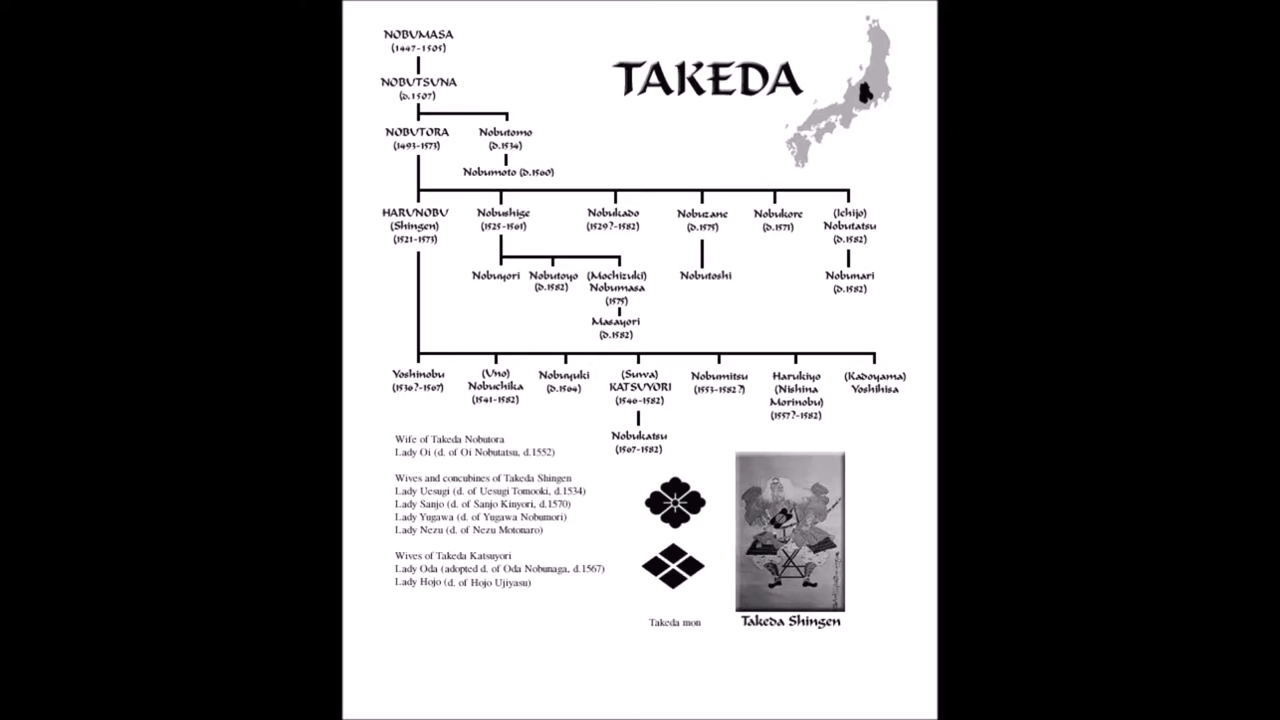 TAKEDA
NOBUMASA
(1447-1505)
NOBUTSUNA
(d.1507)
NOBUTORA
(1493-1573)
Nobutomo
(d.1534)
Nobumoto (d.1560)
HARUNOBU
(Shingen)
(1521-1573)
Nobushige
(1525-1561)
Nobukado
(1529?-1582)
Nobuzane
(d.1575)
Nobukore
(d.1571)
(Ichijo)
Nobutatsu
(d.1582)
Nobuyori
Nobutoyo
(d.1582)
(Mochizuki)
Nobumasa
(1575)
Masayori
(d.1582)
Nobutoshi
Nobunari
(d.1582)
Yoshinobu
(1536?-1567)
(Uno)
Nobuchika
(1541-1582)
Nobuyuki
(d.1564)
(Suwa)
KATSUYORI
(1546-1582)
Nobukatsu
(1567-1582)
Nobumitsu
(1553-1582?)
Harukiyo
(Nishina
Morinobu)
(1557?-1582)
(Kadoyama)
Yoshihisa
Wife of Takeda Nobutora
Lady Oi (d. of Oi Nobutatsu, d.1552)
Wives and concubines of Takeda Shingen
Lady Uesugi (d. of Uesugi Tomooki, d.1534)
Lady Sanjo (d. of Sanjo Kinyori, d.1570)
Lady Yugawa (d. of Yugawa Nobumori)
Lady Nezu (d. of Nezu Motonaro)
Wives of Takeda Katsuyori
Lady Oda (adopted d. of Oda Nobunaga, d.1567)
Lady Hojo (d. of Hojo Ujiyasu)
Takeda mon
Takeda Shingen